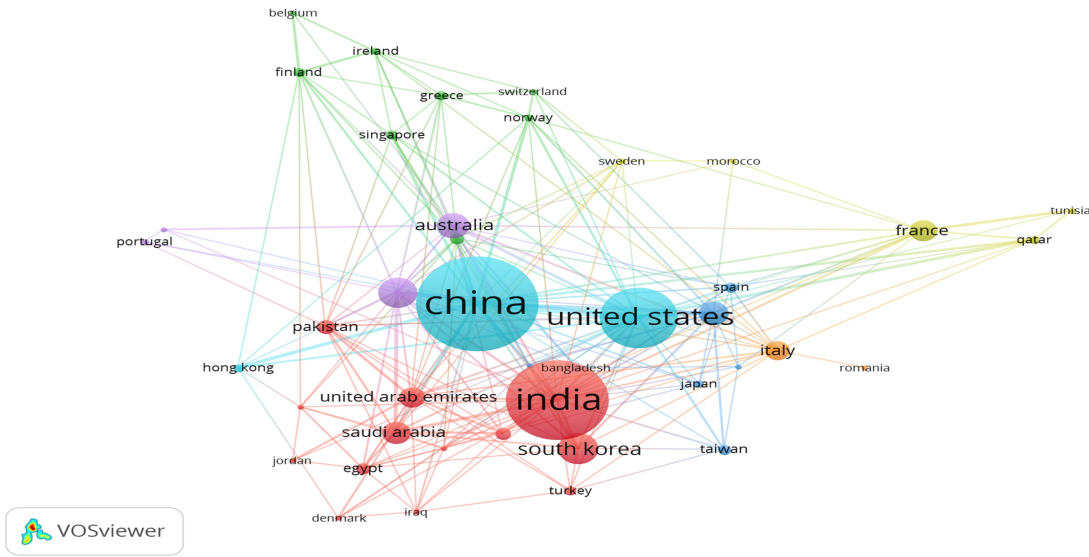 belgium
ireland
finland
greece
switzerland
norway
singapore
sweden
morocco
tunisia
australia
france
portugal
qatar
spain
china
united states
pakistan
italy
hong kong
bangladesh
romania
japan
united arab emirates
india
saudi arabia
south korea
taiwan
jordan
egypt
turkey
iraq
denmark
VOSviewer